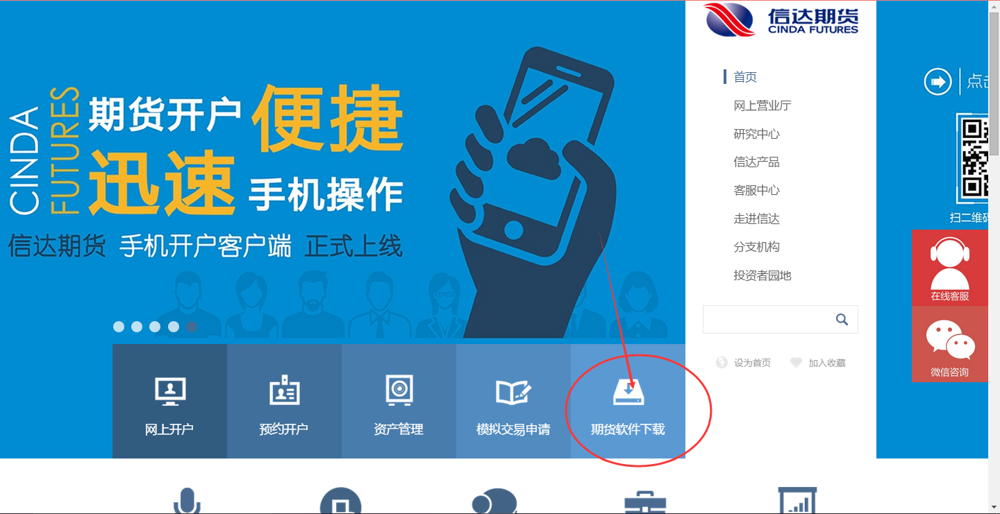 CINDA
FUTURES
期货开户 便捷
迅速 手机操作
信达期货 手机开户客户端 正式上线
网上开户
预约开户
资产管理
模拟交易申请
期货软件下载
信达期货
CINDA FUTURES
首页
网上营业厅
研究中心
信达产品
客服中心
走进信达
分支机构
投资者园地
设为首页
加入收藏
点击
扫二维码
在线客服
微信咨询